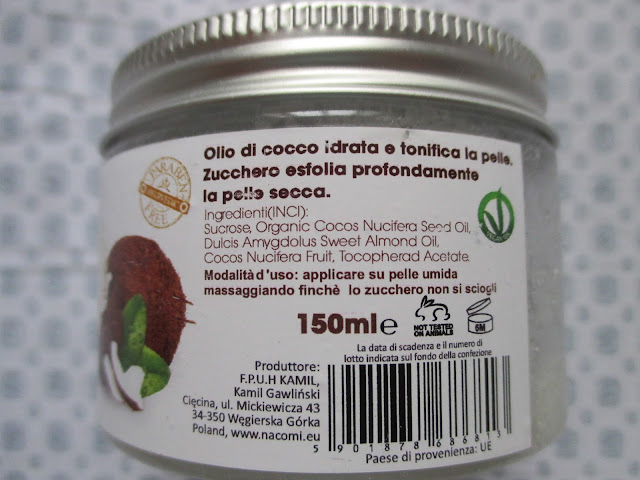 Olio di cocco idrata e tonifica la pelle.
Zucchero esfolia profondamente
la pelle secca.
PARABEN
FREE
Ingredienti(INCI):
Sucrose, Organic Cocos Nucifera Seed Oil,
Dulcis Amygdolus Sweet Almond Oil,
Cocos Nucifera Fruit, Tocopherad Acetate.
Modalità d'uso: applicare su pelle umida
massaggiando finchè lo zucchero non si sciogli
150ml e
NOT TESTED
ON ANIMALS
6M
La data di scadenza e il numero di
lotto indicata sul fondo della confezione
Produttore:
F.P.U.H KAMIL,
Kamil Gawliński
Cięcina, ul. Mickiewicza 43
34-350 Węgierska Górka
Poland, www.nacomi.eu
5 901878 686813
Paese di provenienza: UE